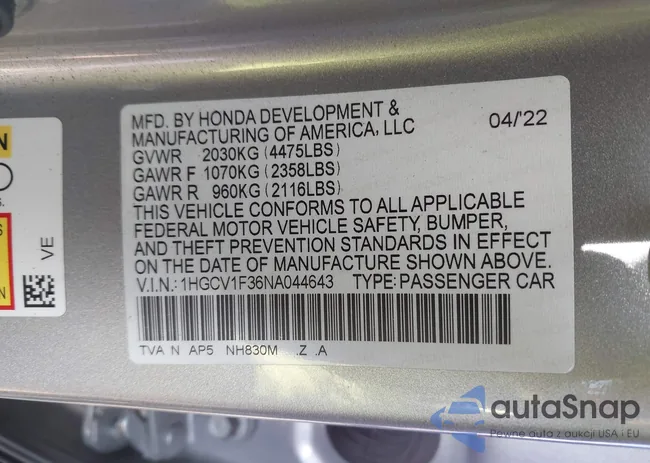 MFD. BY HONDA DEVELOPMENT &
MANUFACTURING OF AMERICA, LLC 04/'22
GVWR 2030KG (4475LBS)
GAWR F 1070KG (2358LBS)
GAWR R 960KG (2116LBS)
THIS VEHICLE CONFORMS TO ALL APPLICABLE
FEDERAL MOTOR VEHICLE SAFETY, BUMPER,
AND THEFT PREVENTION STANDARDS IN EFFECT
ON THE DATE OF MANUFACTURE SHOWN ABOVE.
V.I.N.:1HGCV1F36NA044643 TYPE:PASSENGER CAR
TVA N AP5 NH830M .Z .A
VE
autoSnap
Pewne auta z aukcji USA i EU